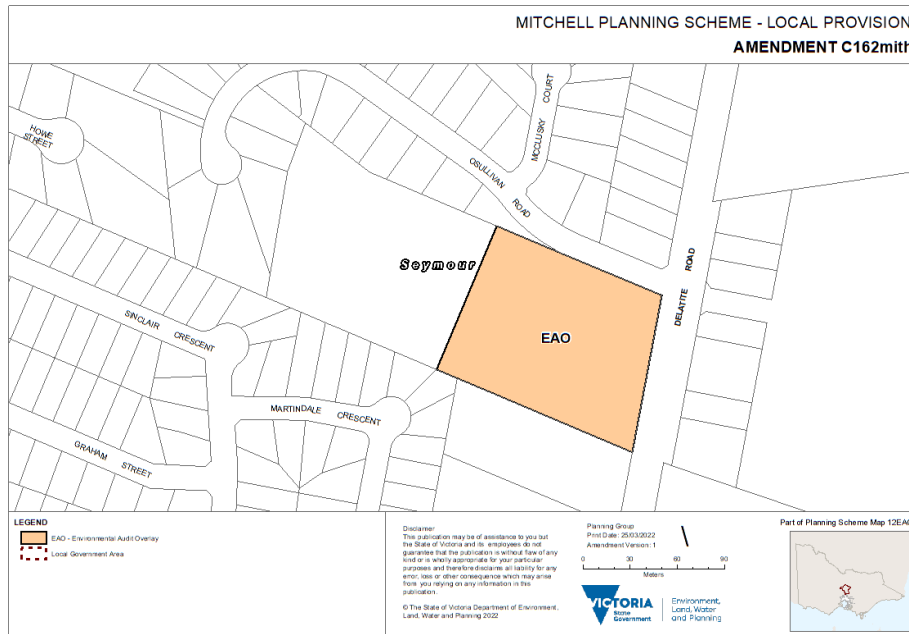 MITCHELL PLANNING SCHEME - LOCAL PROVISION
AMENDMENT C162mith
HOWE
STREET
MCCLUSKY COURT
OSULLIVAN ROAD
Seymour
DELATITE ROAD
EAO
SINCLAIR CRESCENT
MARTINDALE CRESCENT
GRAHAM STREET
LEGEND
EAO - Environmental Audit Overlay
Local Government Area
Disclaimer
This publication may be of assistance to you but
the State of Victoria and its employees do not
guarantee that the publication is without flaw of any
kind or is wholly appropriate for your particular
purposes and therefore disclaims all liability for any
error, loss or other consequence which may arise
from you relying on any information in this
publication.
© The State of Victoria Department of Environment,
Land, Water and Planning 2022
Planning Group
Print Date: 25/03/2022
Amendment Version: 1
0 30 60 90
Meters
VICTORIA
State
Government
Environment,
Land, Water
and Planning
Part of Planning Scheme Map 12EAO